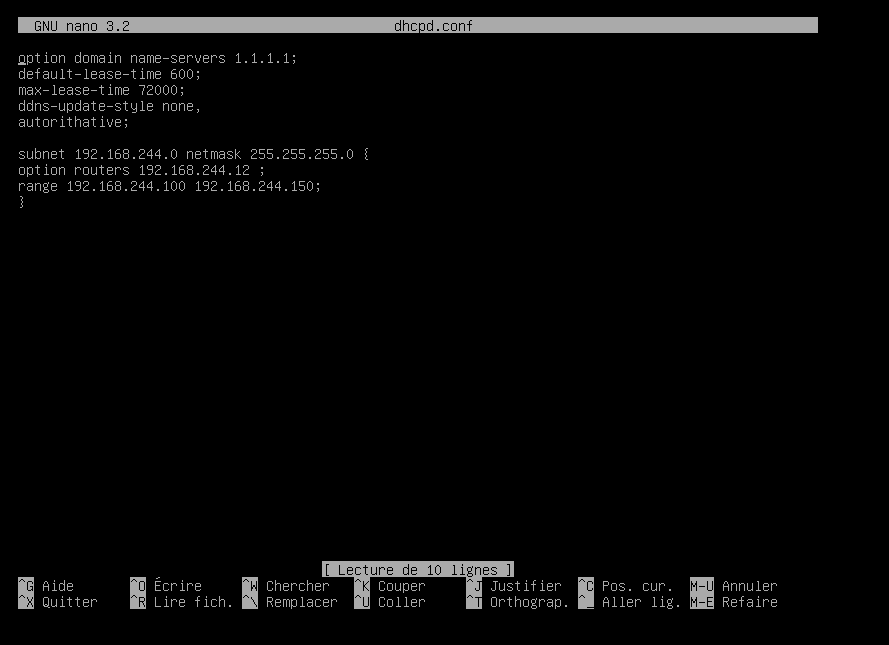 GNU nano 3.2 dhcpd.conf
option domain name-servers 1.1.1.1;
default-lease-time 600;
max-lease-time 72000;
ddns-update-style none,
autorithative;
subnet 192.168.244.0 netmask 255.255.255.0 {
option routers 192.168.244.12 ;
range 192.168.244.100 192.168.244.150;
}
[ Lecture de 10 lignes ]
^G Aide ^O Écrire ^W Chercher ^K Couper ^J Justifier ^C Pos. cur. M-U Annuler
^X Quitter ^R Lire fich. ^\ Remplacer ^U Coller ^T Orthograp. ^_ Aller lig. M-E Refaire